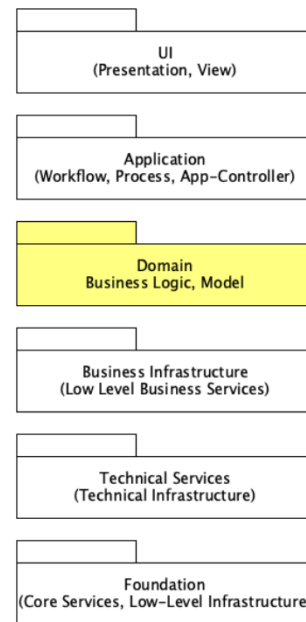 UI
(Presentation, View)
Application
(Workflow, Process, App-Controller)
Domain
Business Logic, Model
Business Infrastructure
(Low Level Business Services)
Technical Services
(Technical Infrastructure)
Foundation
(Core Services, Low-Level Infrastructure